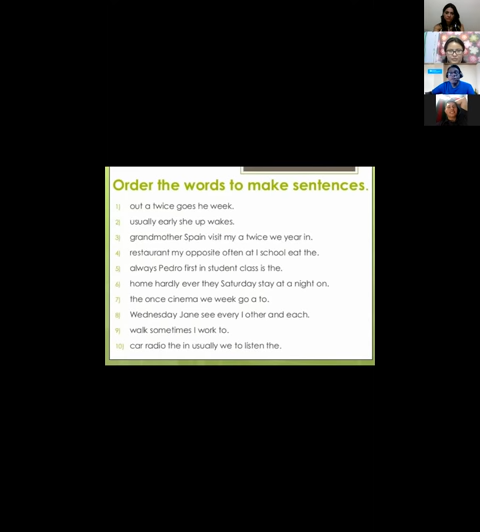 Order the words to make sentences.
1) out a twice goes he week.
2) usually early she up wakes.
3) grandmother Spain visit my a twice we year in.
4) restaurant my opposite often at I school eat the.
5) always Pedro first in student class is the.
6) home hardly ever they Saturday stay at a night on.
7) the once cinema we week go a to.
8) Wednesday Jane see every I other and each.
9) walk sometimes I work to.
10) car radio the in usually we to listen the.